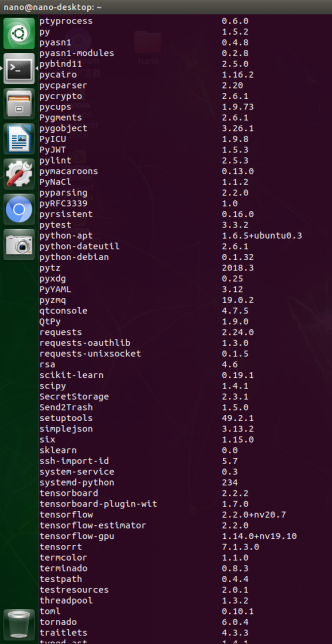 nano@nano-desktop: ~
ptyprocess 0.6.0
py 1.5.2
pyasn1 0.4.8
pyasn1-modules 0.2.8
pybind11 2.5.0
pycairo 1.16.2
pycparser 2.20
pycrypto 2.6.1
pycups 1.9.73
Pygments 2.6.1
pygobject 3.26.1
PyICU 1.9.8
PyJWT 1.5.3
pylint 2.5.3
pymacaroons 0.13.0
PyNaCl 1.1.2
pyparsing 2.2.0
pyRFC3339 1.0
pyrsistent 0.16.0
pytest 3.3.2
python-apt 1.6.5+ubuntu0.3
python-dateutil 2.6.1
python-debian 0.1.32
pytz 2018.3
pyxdg 0.25
PyYAML 3.12
pyzmq 19.0.2
qtconsole 4.7.5
QtPy 1.9.0
requests 2.24.0
requests-oauthlib 1.3.0
requests-unixsocket 0.1.5
rsa 4.6
scikit-learn 0.19.1
scipy 1.4.1
SecretStorage 2.3.1
Send2Trash 1.5.0
setuptools 49.2.1
simplejson 3.13.2
six 1.15.0
sklearn 0.0
ssh-import-id 5.7
system-service 0.3
systemd-python 234
tensorboard 2.2.2
tensorboard-plugin-wit 1.7.0
tensorflow 2.2.0+nv20.7
tensorflow-estimator 2.2.0
tensorflow-gpu 1.14.0+nv19.10
tensorrt 7.1.3.0
termcolor 1.1.0
terminado 0.8.3
testpath 0.4.4
testresources 2.0.1
threadpool 1.3.2
toml 0.10.1
tornado 6.0.4
traitlets 4.3.3
typed-ast 1.4.1